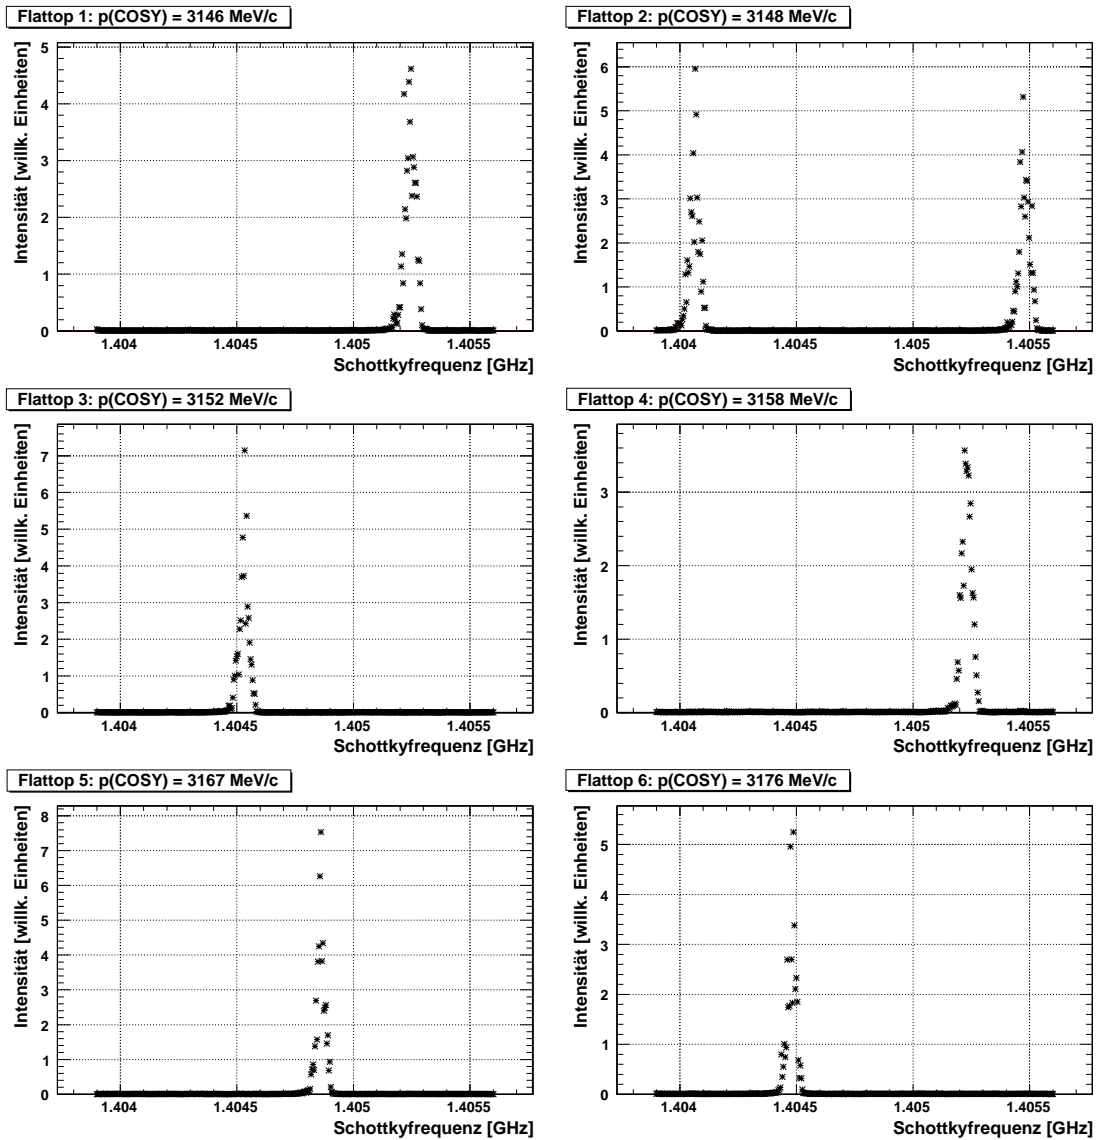 Flattop 1: p(COSY) = 3146 MeV/c
Intensität [willk. Einheiten]
5
4
3
2
1
0
1.404 1.4045 1.405 1.4055
Schottkyfrequenz [GHz]
Flattop 2: p(COSY) = 3148 MeV/c
Intensität [willk. Einheiten]
6
5
4
3
2
1
0
1.404 1.4045 1.405 1.4055
Schottkyfrequenz [GHz]
Flattop 3: p(COSY) = 3152 MeV/c
Intensität [willk. Einheiten]
7
6
5
4
3
2
1
0
1.404 1.4045 1.405 1.4055
Schottkyfrequenz [GHz]
Flattop 4: p(COSY) = 3158 MeV/c
Intensität [willk. Einheiten]
3
2
1
0
1.404 1.4045 1.405 1.4055
Schottkyfrequenz [GHz]
Flattop 5: p(COSY) = 3167 MeV/c
Intensität [willk. Einheiten]
8
7
6
5
4
3
2
1
0
1.404 1.4045 1.405 1.4055
Schottkyfrequenz [GHz]
Flattop 6: p(COSY) = 3176 MeV/c
Intensität [willk. Einheiten]
5
4
3
2
1
0
1.404 1.4045 1.405 1.4055
Schottkyfrequenz [GHz]